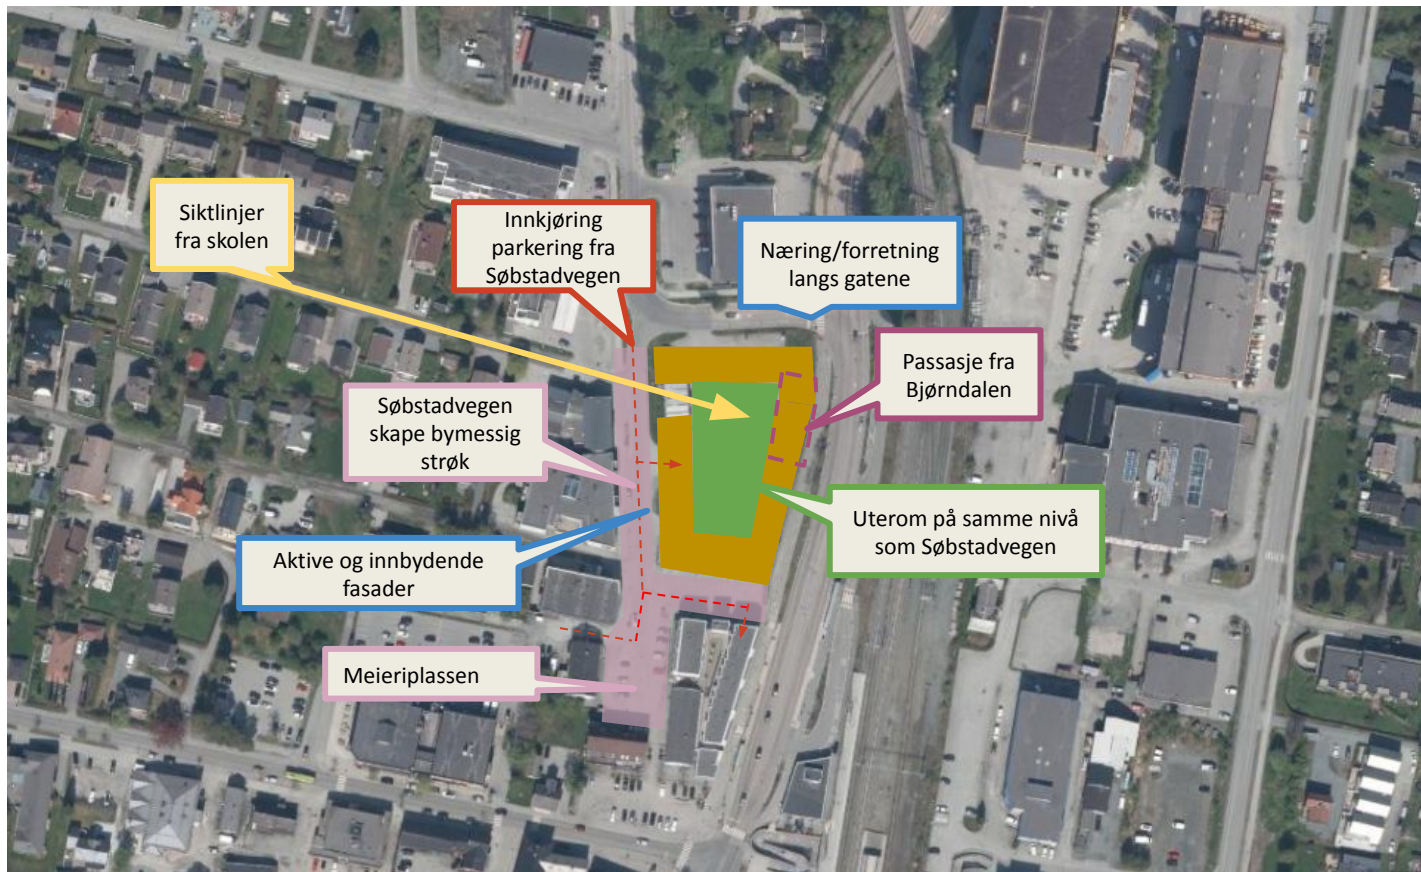 Siktlinjer
fra skolen
Innkjøring
parkering fra
Søbstadvegen
Næring/forretning
langs gatene
Passasje fra
Bjørndalen
Søbstadvegen
skape bymessig
strøk
Uterom på samme nivå
som Søbstadvegen
Aktive og innbydende
fasader
Meieriplassen